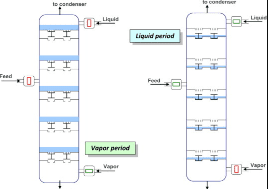 to condenser
to condenser
Liquid
Liquid
Liquid period
Feed
Feed
Vapor period
Vapor
Vapor